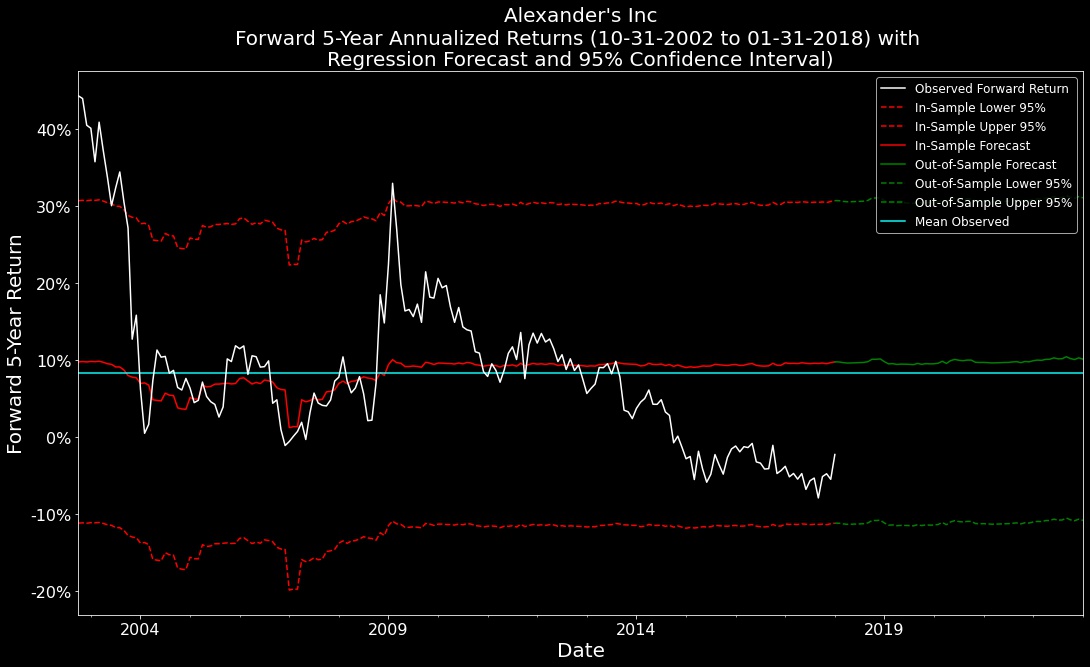 Alexander's Inc
Forward 5-Year Annualized Returns (10-31-2002 to 01-31-2018) with
Regression Forecast and 95% Confidence Interval)
Observed Forward Return
In-Sample Lower 95%
In-Sample Upper 95%
In-Sample Forecast
Out-of-Sample Forecast
Out-of-Sample Lower 95%
Out-of-Sample Upper 95%
Mean Observed
Forward 5-Year Return
40%
30%
20%
10%
0%
-10%
-20%
2004
2009
2014
2019
Date